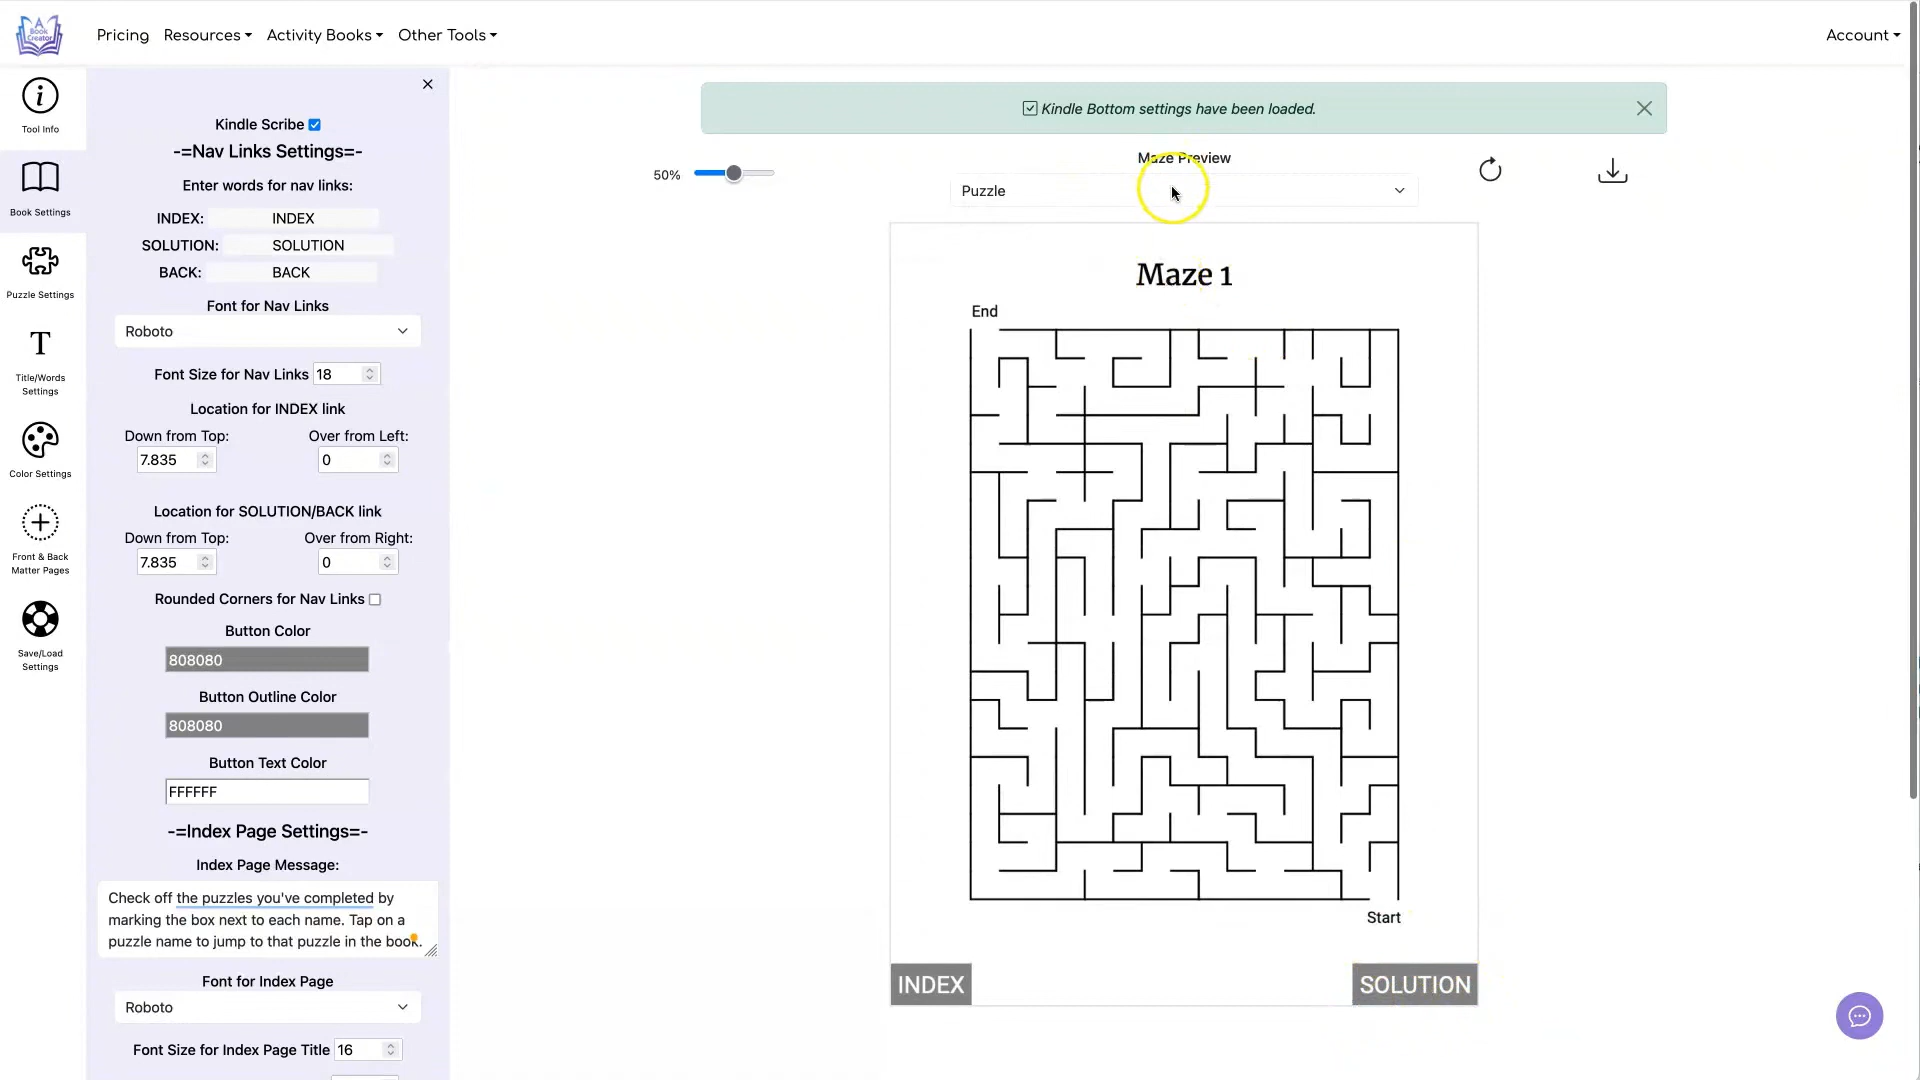 A
Book
Creator
Pricing
Resources
Activity Books
Other Tools
Account
Tool Info
Book Settings
Puzzle Settings
Title/Words
Settings
Color Settings
Front & Back
Matter Pages
Save/Load
Settings
Kindle Scribe
-=Nav Links Settings=-
Enter words for nav links:
INDEX: INDEX
SOLUTION: SOLUTION
BACK: BACK
Font for Nav Links
Roboto
Font Size for Nav Links 18
Location for INDEX link
Down from Top: Over from Left:
7.835 0
Location for SOLUTION/BACK link
Down from Top: Over from Right:
7.835 0
Rounded Corners for Nav Links
Button Color
808080
Button Outline Color
808080
Button Text Color
FFFFFF
-=Index Page Settings=-
Index Page Message:
Check off the puzzles you've completed by
marking the box next to each name. Tap on a
puzzle name to jump to that puzzle in the book.
Font for Index Page
Roboto
Font Size for Index Page Title 16
Kindle Bottom settings have been loaded.
50%
Maze Preview
Puzzle
Maze 1
End
Start
INDEX
SOLUTION